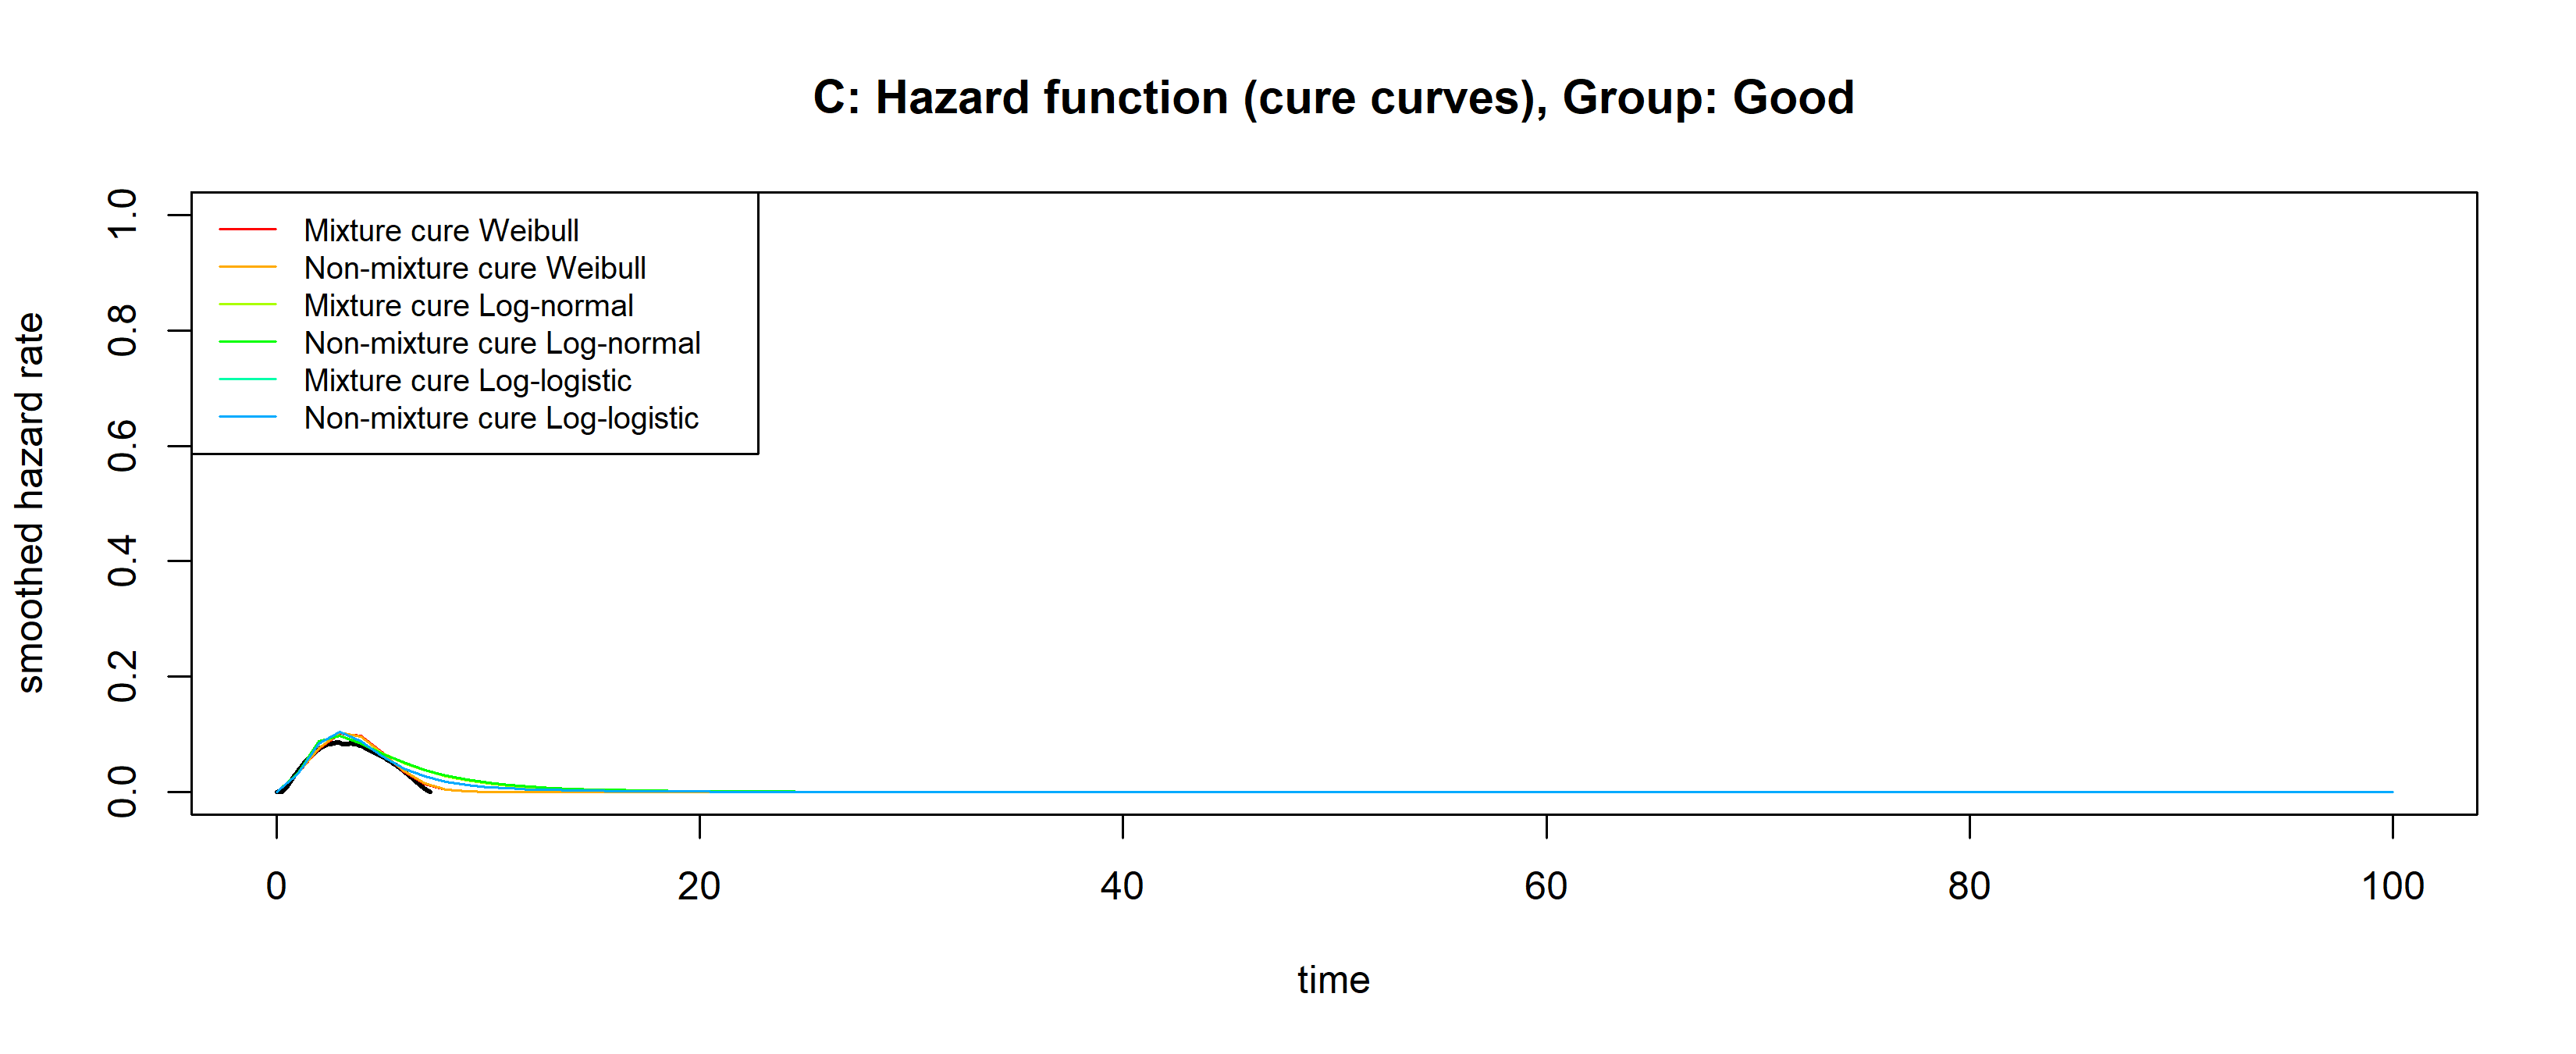 C: Hazard function (cure curves), Group: Good
smoothed hazard rate
1.0
0.8
0.6
0.4
0.2
0.0
Mixture cure Weibull
Non-mixture cure Weibull
Mixture cure Log-normal
Non-mixture cure Log-normal
Mixture cure Log-logistic
Non-mixture cure Log-logistic
0 20 40 60 80 100
time